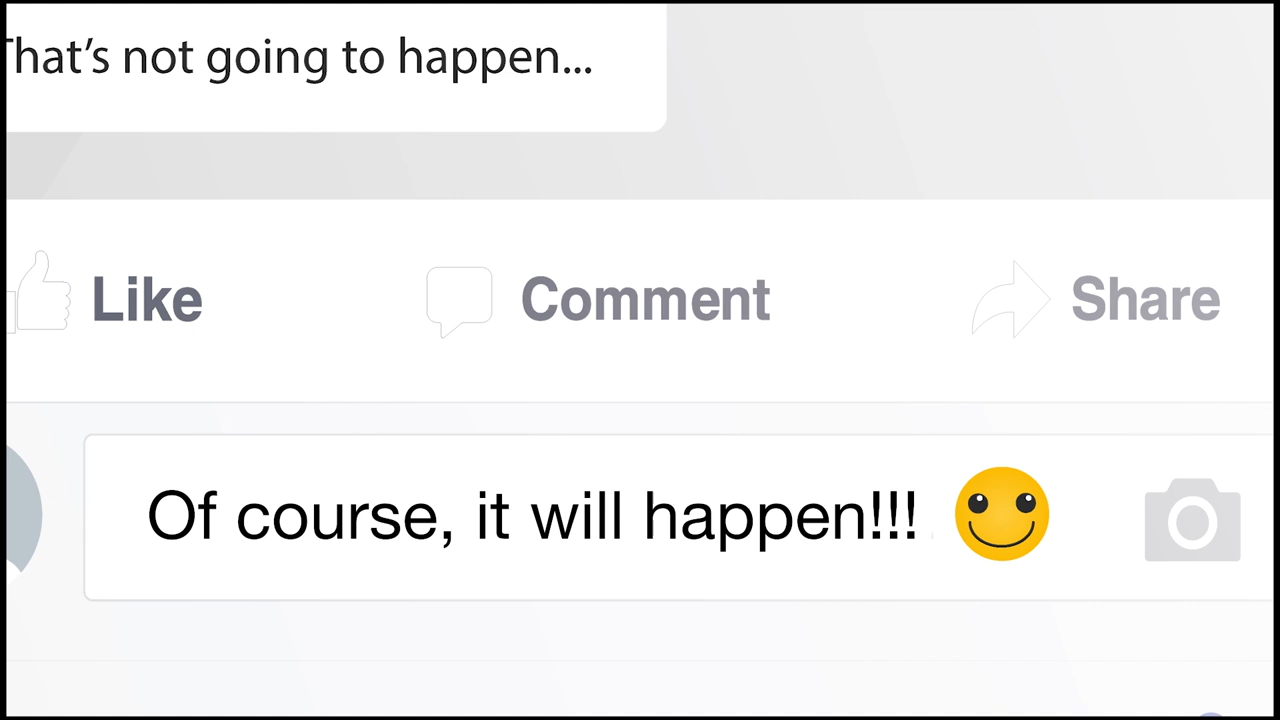 That's not going to happen...
Like Comment Share
Of course, it will happen!!!